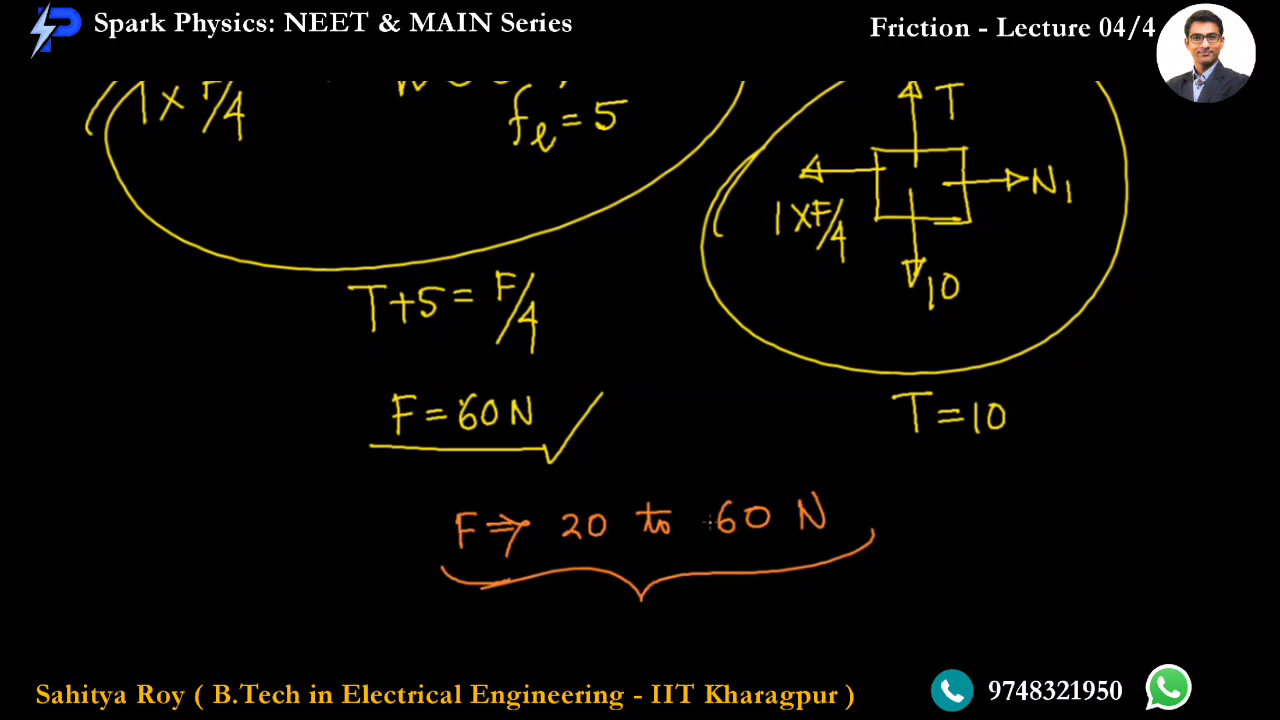 Spark Physics: NEET & MAIN Series
Friction - Lecture 04/4
1 x F/4
fl = 5
T
N1
1 x F/4
10
T + 5 = F/4
F = 60 N
T = 10
F ⇒ 20 to 60 N
Sahitya Roy ( B.Tech in Electrical Engineering - IIT Kharagpur )
9748321950